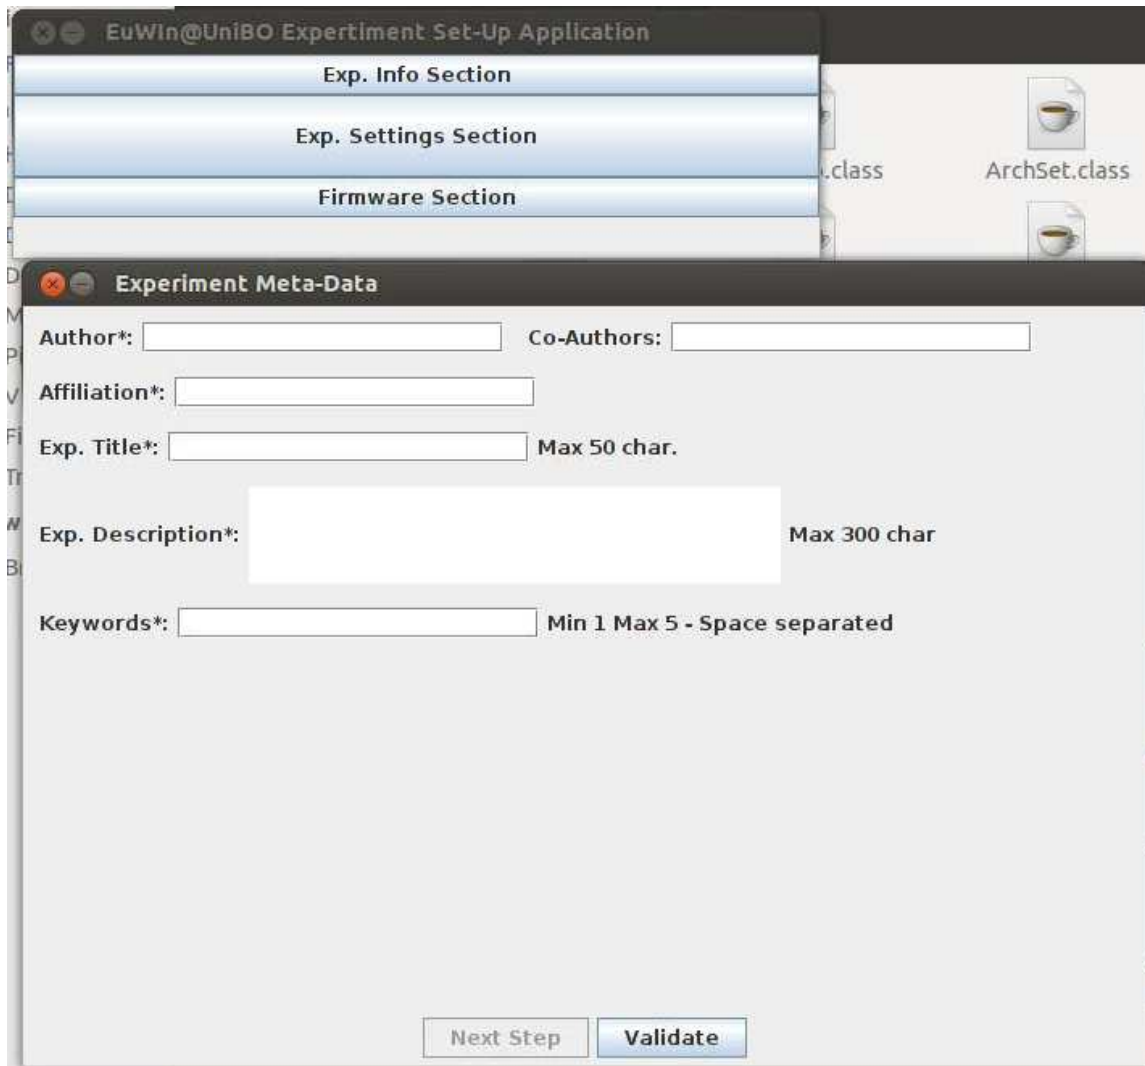 EuWIn@UniBO Expertiment Set-Up Application
Exp. Info Section
Exp. Settings Section
Firmware Section
.class
ArchSet.class
Experiment Meta-Data
Author*: Co-Authors:
Affiliation*:
Exp. Title*: Max 50 char.
Exp. Description*: Max 300 char
Keywords*: Min 1 Max 5 - Space separated
Next Step Validate